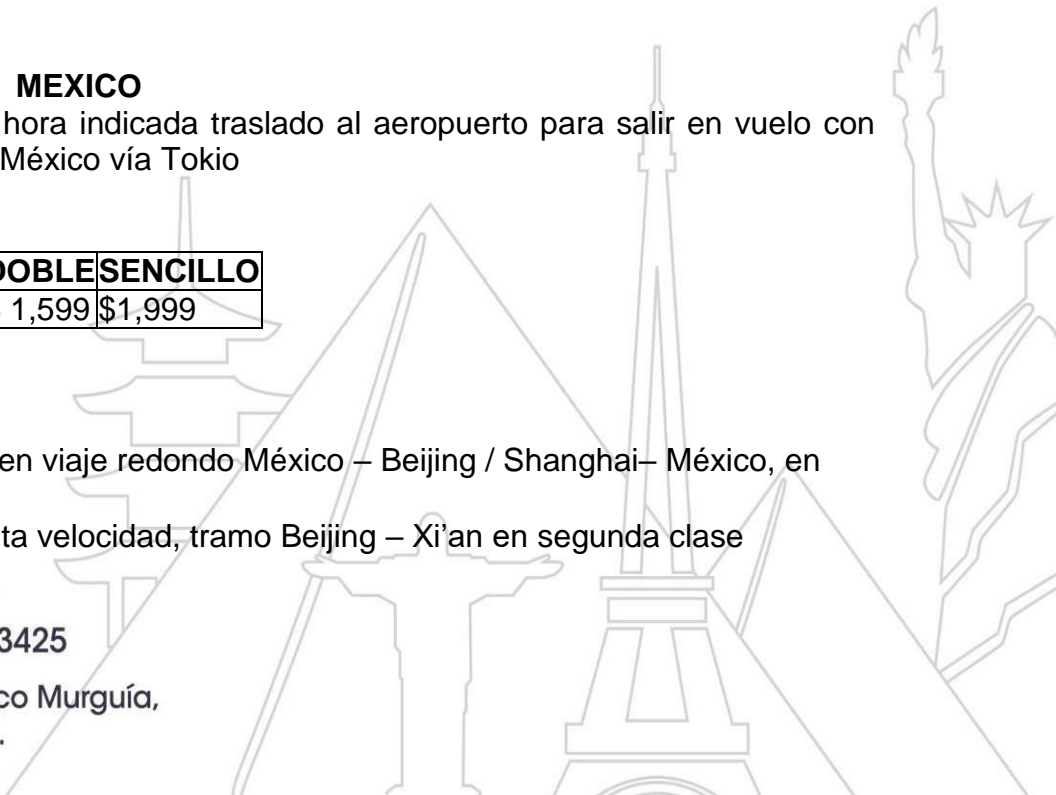 MEXICO
hora indicada traslado al aeropuerto para salir en vuelo con
México vía Tokio
DOBLE SENCILLO
1,599 $1,999
en viaje redondo México – Beijing / Shanghai– México, en
ta velocidad, tramo Beijing – Xi’an en segunda clase
3425
co Murguía,